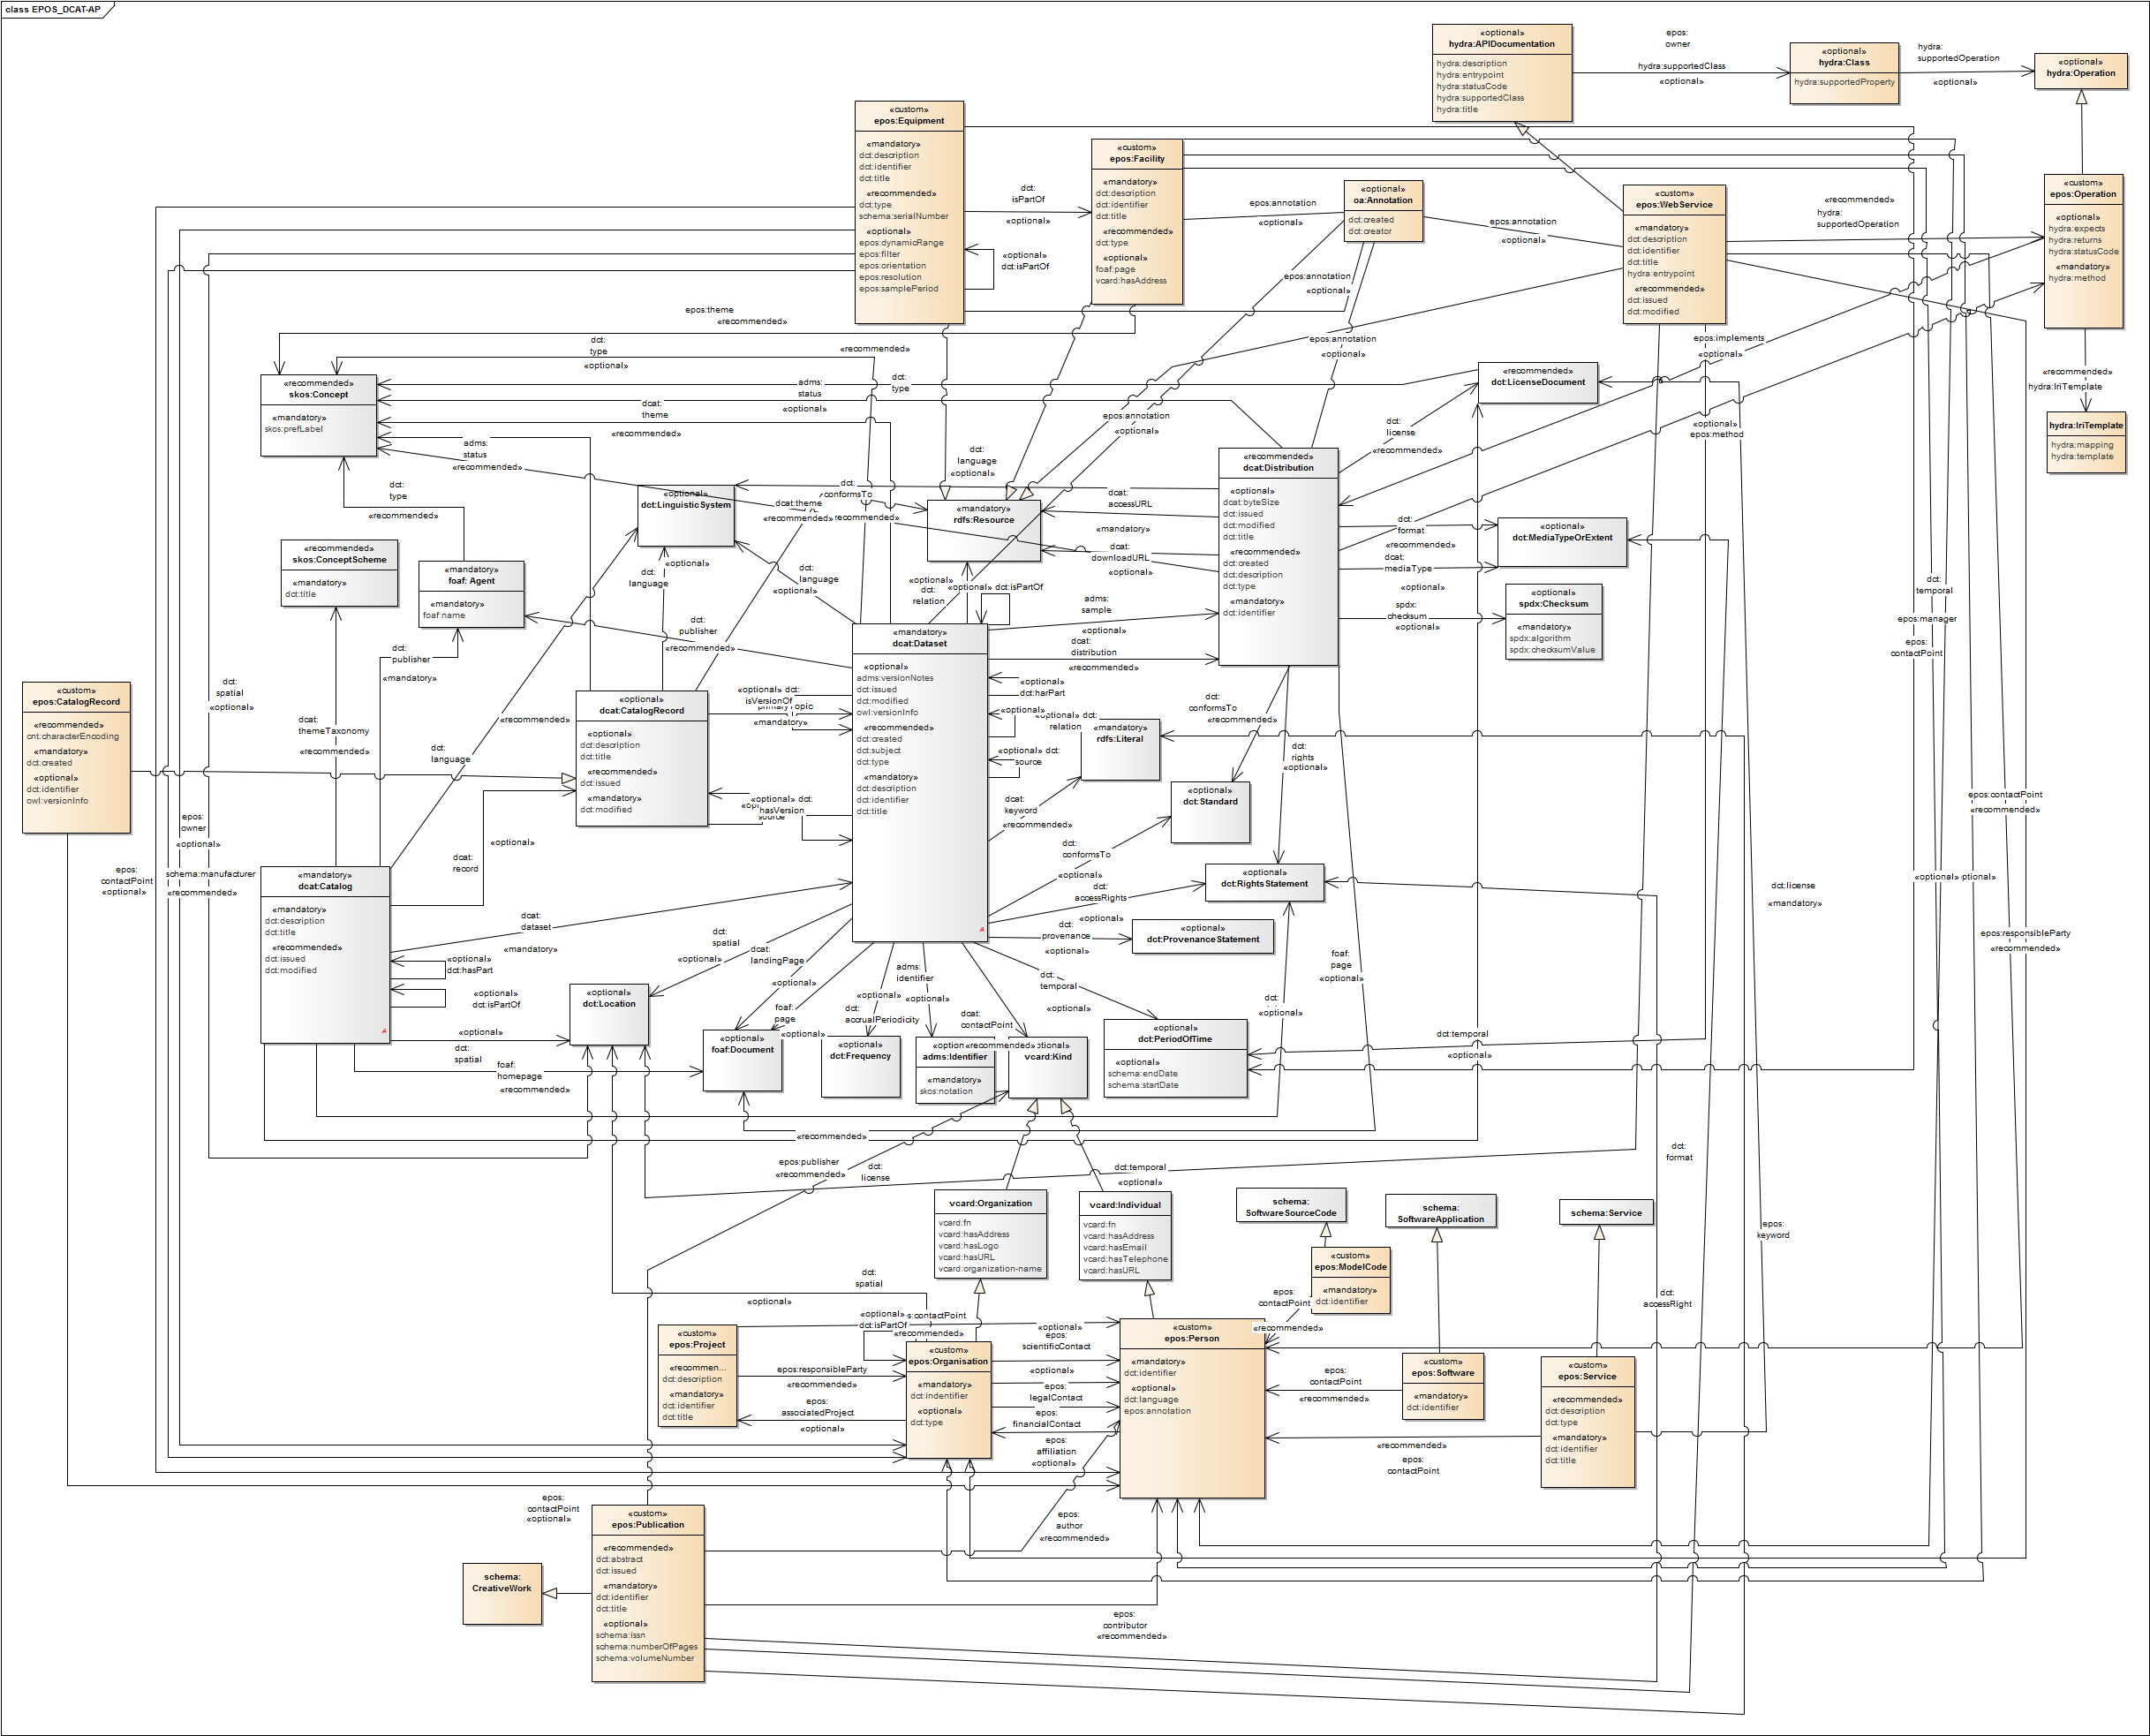 class EPOS_DCAT-AP
«optional»
hydra:APIDocumentation
hydra:description
hydra:entrypoint
hydra:statusCode
hydra:supportedClass
hydra:title
epos:
owner
hydra:supportedClass
«optional»
«optional»
hydra:Class
hydra:supportedProperty
hydra:
supportedOperation
«optional»
«optional»
hydra:Operation
«custom»
epos:Equipment
«mandatory»
dct:description
dct:identifier
dct:title
«recommended»
dct:type
schema:serialNumber
«optional»
epos:dynamicRange
epos:filter
epos:orientation
epos:resolution
epos:samplePeriod
dct:
isPartOf
«optional»
«optional»
dct:isPartOf
«custom»
epos:Facility
«mandatory»
dct:description
dct:identifier
dct:title
«recommended»
dct:type
«optional»
foaf:page
vcard:hasAddress
epos:annotation
«optional»
«optional»
oa:Annotation
dct:created
dct:creator
epos:annotation
«optional»
«custom»
epos:WebService
«mandatory»
dct:description
dct:identifier
dct:title
hydra:entrypoint
«recommended»
dct:issued
dct:modified
«recommended»
hydra:
supportedOperation
«custom»
epos:Operation
«optional»
hydra:expects
hydra:returns
hydra:statusCode
«mandatory»
hydra:method
epos:annotation
«optional»
epos:theme
«recommended»
dct:
type
«optional»
«recommended»
epos:annotation
«optional»
epos:implements
«optional»
«recommended»
hydra:IriTemplate
hydra:IriTemplate
hydra:mapping
hydra:template
«recommended»
skos:Concept
«mandatory»
skos:prefLabel
adms:
status
dct:
type
«optional»
dcat:
theme
«recommended»
adms:
status
«recommended»
«recommended»
dct:LicenseDocument
dct:
license
«recommended»
«optional»
epos:method
epos:annotation
«optional»
dct:
language
«optional»
«recommended»
dcat:Distribution
«optional»
dcat:byteSize
dct:issued
dct:modified
dct:title
«recommended»
dct:created
dct:description
dct:type
«mandatory»
dct:identifier
dct:
type
«recommended»
«optional»
dct:LinguisticSystem
dcat:theme
«recommended»
dct:
conformsTo
«recommended»
«mandatory»
rdfs:Resource
dcat:
accessURL
«mandatory»
dcat:
downloadURL
«optional»
dct:
format
«recommended»
dcat:
mediaType
«optional»
«optional»
dct:MediaTypeOrExtent
spdx:
checksum
«optional»
«optional»
spdx:Checksum
«mandatory»
spdx:algorithm
spdx:checksumValue
«recommended»
skos:ConceptScheme
«mandatory»
dct:title
«mandatory»
foaf: Agent
«mandatory»
foaf:name
dct:
language
«optional»
dct:
language
«optional»
«optional»
dct:
relation
«optional» dct:isPartOf
adms:
sample
«optional»
dcat:
distribution
«recommended»
dct:
temporal
epos:manager
epos:
contactPoint
dct:
publisher
«recommended»
dct:
publisher
«mandatory»
«mandatory»
dcat:Dataset
«optional»
adms:versionNotes
dct:issued
dct:modified
owl:versionInfo
«recommended»
dct:created
dct:subject
dct:type
«mandatory»
dct:description
dct:identifier
dct:title
A
«custom»
epos:CatalogRecord
«recommended»
cnt:characterEncoding
«mandatory»
dct:created
«optional»
dct:identifier
owl:versionInfo
dct:
spatial
«optional»
dcat:
themeTaxonomy
«recommended»
dct:
language
«recommended»
«optional»
dcat:CatalogRecord
«optional»
dct:description
dct:title
«recommended»
dct:issued
«mandatory»
dct:modified
«optional» dct:
isVersionOf
«mandatory»
«optional» dct:
hasVersion
«optional»
dct:harPart
«optional»
«optional» dct:
relation
«optional» dct:
source
«mandatory»
rdfs:Literal
dct:
conformsTo
«recommended»
dct:
rights
«optional»
dcat:
keyword
«recommended»
«optional»
dct:Standard
dct:
conformsTo
«optional»
dct:
accessRights
«optional»
«optional»
dct:RightsStatement
dct:
provenance
«optional»
«optional»
dct:ProvenanceStatement
epos:contactPoint
«recommended»
epos:
owner
«optional»
epos:
contactPoint
«optional»
schema:manufacturer
«recommended»
dcat:
record
«optional»
«mandatory»
dcat:Catalog
«mandatory»
dct:description
dct:title
«recommended»
dct:issued
dct:modified
A
«optional»
dct:hasPart
«optional»
dct:isPartOf
dcat:
dataset
«mandatory»
«optional»
dct:
spatial
foaf:
homepage
«recommended»
dct:
spatial
«optional»
dcat:
landingPage
«optional»
foaf:
page
«optional»
dct:
accrualPeriodicity
«optional»
adms:
identifier
«optional»
dcat:
contactPoint
«recommended»
dct:
temporal
«optional»
foaf:
page
«optional»
dct:
«optional»
dct:license
«mandatory»
«optional»
epos:responsibleParty
«recommended»
«optional»
dct:Location
«optional»
foaf:Document
«optional»
dct:Frequency
adms:Identifier
«mandatory»
skos:notation
vcard:Kind
«optional»
dct:PeriodOfTime
«optional»
schema:endDate
schema:startDate
dct:temporal
«optional»
«recommended»
epos:publisher
«recommended»
dct:
license
dct:temporal
«optional»
dct:
format
vcard:Organization
vcard:fn
vcard:hasAddress
vcard:hasLogo
vcard:hasURL
vcard:organization-name
vcard:Individual
vcard:fn
vcard:hasAddress
vcard:hasEmail
vcard:hasTelephone
vcard:hasURL
schema:
SoftwareSourceCode
schema:
SoftwareApplication
schema:Service
epos:
keyword
«custom»
epos:ModelCode
«mandatory»
dct:identifier
epos:
contactPoint
«recommended»
dct:
accessRight
dct:
spatial
«optional»
«custom»
epos:Project
«recommen...
dct:description
«mandatory»
dct:identifier
dct:title
«optional»
dct:isPartOf
contactPoint
«recommended»
epos:responsibleParty
«recommended»
epos:
associatedProject
«optional»
«custom»
epos:Organisation
«mandatory»
dct:indentifier
«optional»
dct:type
«optional»
epos:
scientificContact
«optional»
epos:
legalContact
epos:
financialContact
epos:
affiliation
«optional»
«custom»
epos:Person
«mandatory»
dct:identifier
«optional»
dct:language
epos:annotation
epos:
contactPoint
«recommended»
«custom»
epos:Software
«mandatory»
dct:identifier
«recommended»
epos:
contactPoint
«custom»
epos:Service
«recommended»
dct:description
dct:type
«mandatory»
dct:identifier
dct:title
epos:
contactPoint
«optional»
«custom»
epos:Publication
«recommended»
dct:abstract
dct:issued
«mandatory»
dct:identifier
dct:title
«optional»
schema:issn
schema:numberOfPages
schema:volumeNumber
schema:
CreativeWork
epos:
author
«recommended»
epos:
contributor
«recommended»